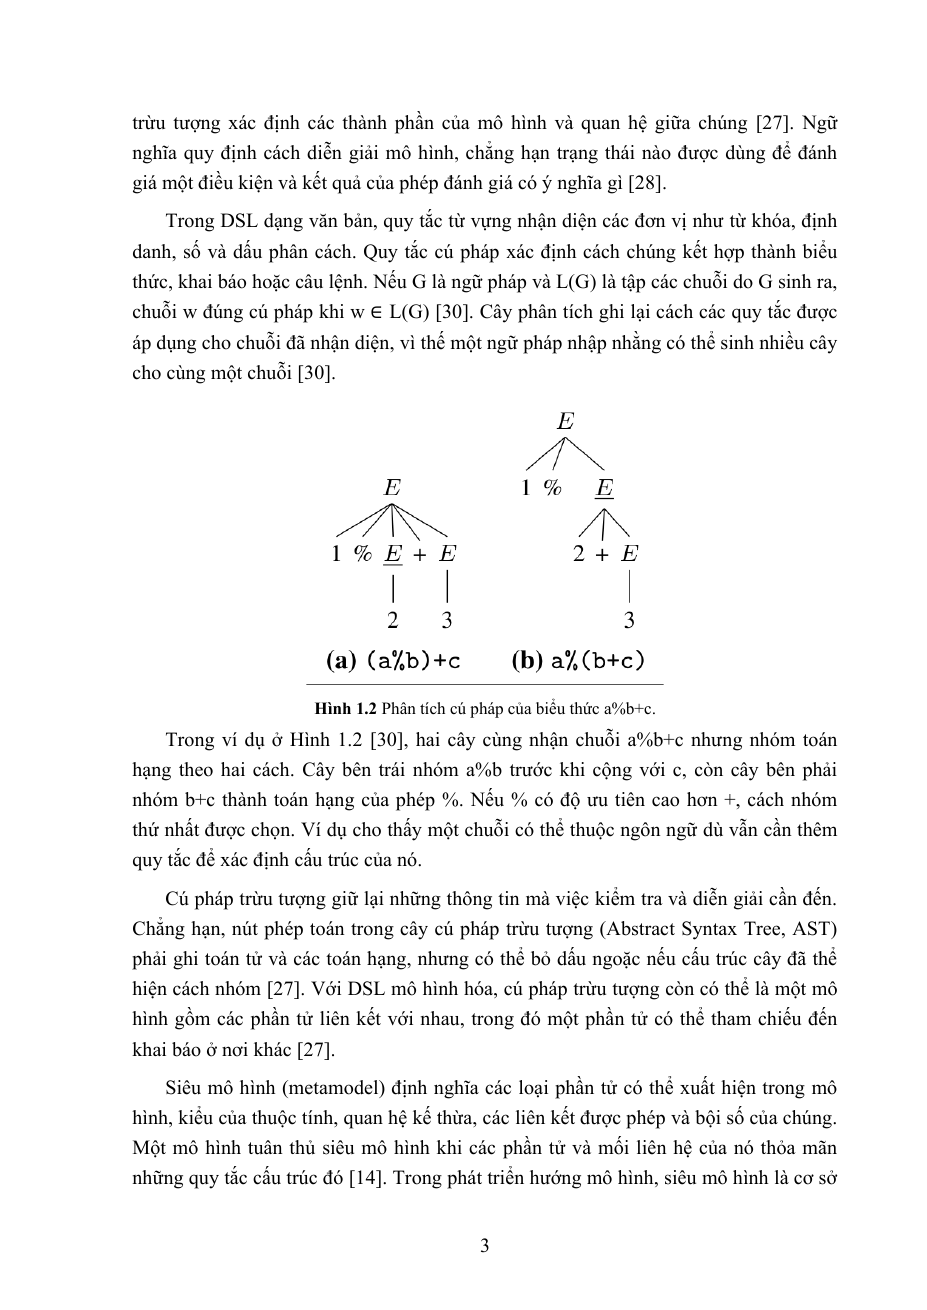 trừu tượng xác định các thành phần của mô hình và quan hệ giữa chúng [27]. Ngữ
nghĩa quy định cách diễn giải mô hình, chẳng hạn trạng thái nào được dùng để đánh
giá một điều kiện và kết quả của phép đánh giá có ý nghĩa gì [28].
Trong DSL dạng văn bản, quy tắc từ vựng nhận diện các đơn vị như từ khóa, định
danh, số và dấu phân cách. Quy tắc cú pháp xác định cách chúng kết hợp thành biểu
thức, khai báo hoặc câu lệnh. Nếu G là ngữ pháp và L(G) là tập các chuỗi do G sinh ra,
chuỗi w đúng cú pháp khi w ∈ L(G) [30]. Cây phân tích ghi lại cách các quy tắc được
áp dụng cho chuỗi đã nhận diện, vì thế một ngữ pháp nhập nhằng có thể sinh nhiều cây
cho cùng một chuỗi [30].
E
1 % E + E
2 3
(a) (a%b)+c
E
1 % E
2 + E
3
(b) a%(b+c)
Hình 1.2 Phân tích cú pháp của biểu thức a%b+c.
Trong ví dụ ở Hình 1.2 [30], hai cây cùng nhận chuỗi a%b+c nhưng nhóm toán
hạng theo hai cách. Cây bên trái nhóm a%b trước khi cộng với c, còn cây bên phải
nhóm b+c thành toán hạng của phép %. Nếu % có độ ưu tiên cao hơn +, cách nhóm
thứ nhất được chọn. Ví dụ cho thấy một chuỗi có thể thuộc ngôn ngữ dù vẫn cần thêm
quy tắc để xác định cấu trúc của nó.
Cú pháp trừu tượng giữ lại những thông tin mà việc kiểm tra và diễn giải cần đến.
Chẳng hạn, nút phép toán trong cây cú pháp trừu tượng (Abstract Syntax Tree, AST)
phải ghi toán tử và các toán hạng, nhưng có thể bỏ dấu ngoặc nếu cấu trúc cây đã thể
hiện cách nhóm [27]. Với DSL mô hình hóa, cú pháp trừu tượng còn có thể là một mô
hình gồm các phần tử liên kết với nhau, trong đó một phần tử có thể tham chiếu đến
khai báo ở nơi khác [27].
Siêu mô hình (metamodel) định nghĩa các loại phần tử có thể xuất hiện trong mô
hình, kiểu của thuộc tính, quan hệ kế thừa, các liên kết được phép và bội số của chúng.
Một mô hình tuân thủ siêu mô hình khi các phần tử và mối liên hệ của nó thỏa mãn
những quy tắc cấu trúc đó [14]. Trong phát triển hướng mô hình, siêu mô hình là cơ sở
3